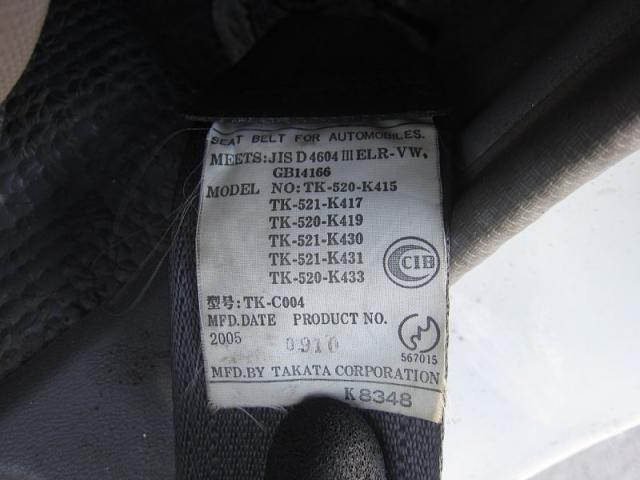 SEAT BELT FOR AUTOMOBILES.
MEETS:JIS D 4604 III ELR-VW,
GB14166
MODEL NO:TK-520-K415
TK-521-K417
TK-520-K419
TK-521-K430
TK-521-K431
TK-520-K433
CIB
型号:TK-C004
MFD.DATE PRODUCT NO.
2005 0910
567015
MFD.BY TAKATA CORPORATION
K8348